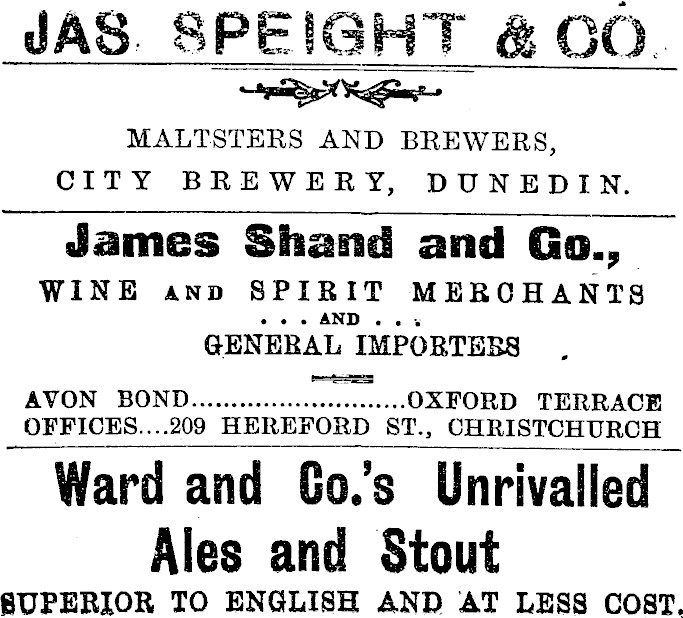 JAS. SPEIGHT & CO.
MALTSTERS AND BREWERS,
CITY BREWERY, DUNEDIN.
James Shand and Co.,
WINE AND SPIRIT MERCHANTS
. . . AND . . .
GENERAL IMPORTERS .
AVON BOND...........................OXFORD TERRACE
OFFICES....209 HEREFORD ST., CHRISTCHURCH
Ward and Co.'s Unrivalled
Ales and Stout
SUPERIOR TO ENGLISH AND AT LESS COST.